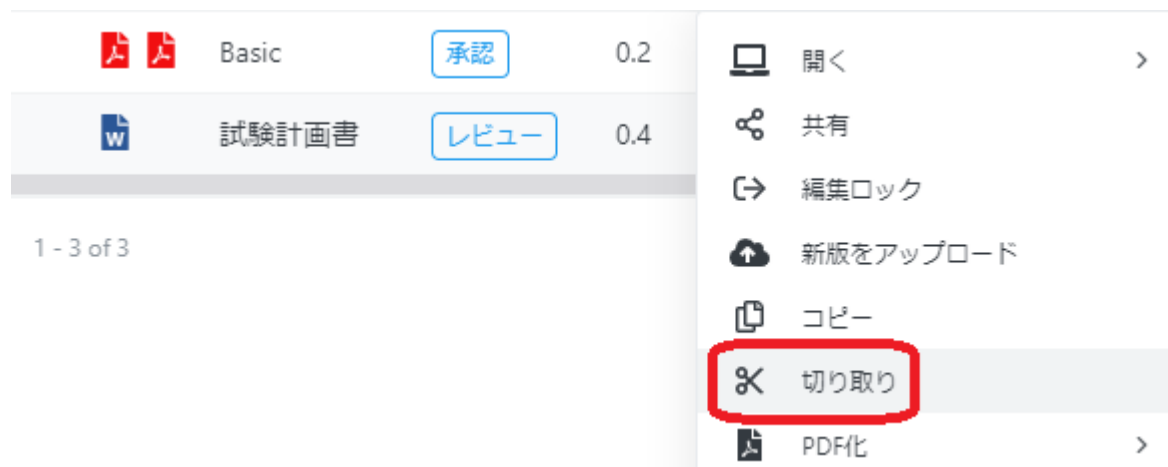 Basic 承認 0.2
試験計画書 レビュー 0.4
1 - 3 of 3
開く
共有
編集ロック
新版をアップロード
コピー
切り取り
PDF化